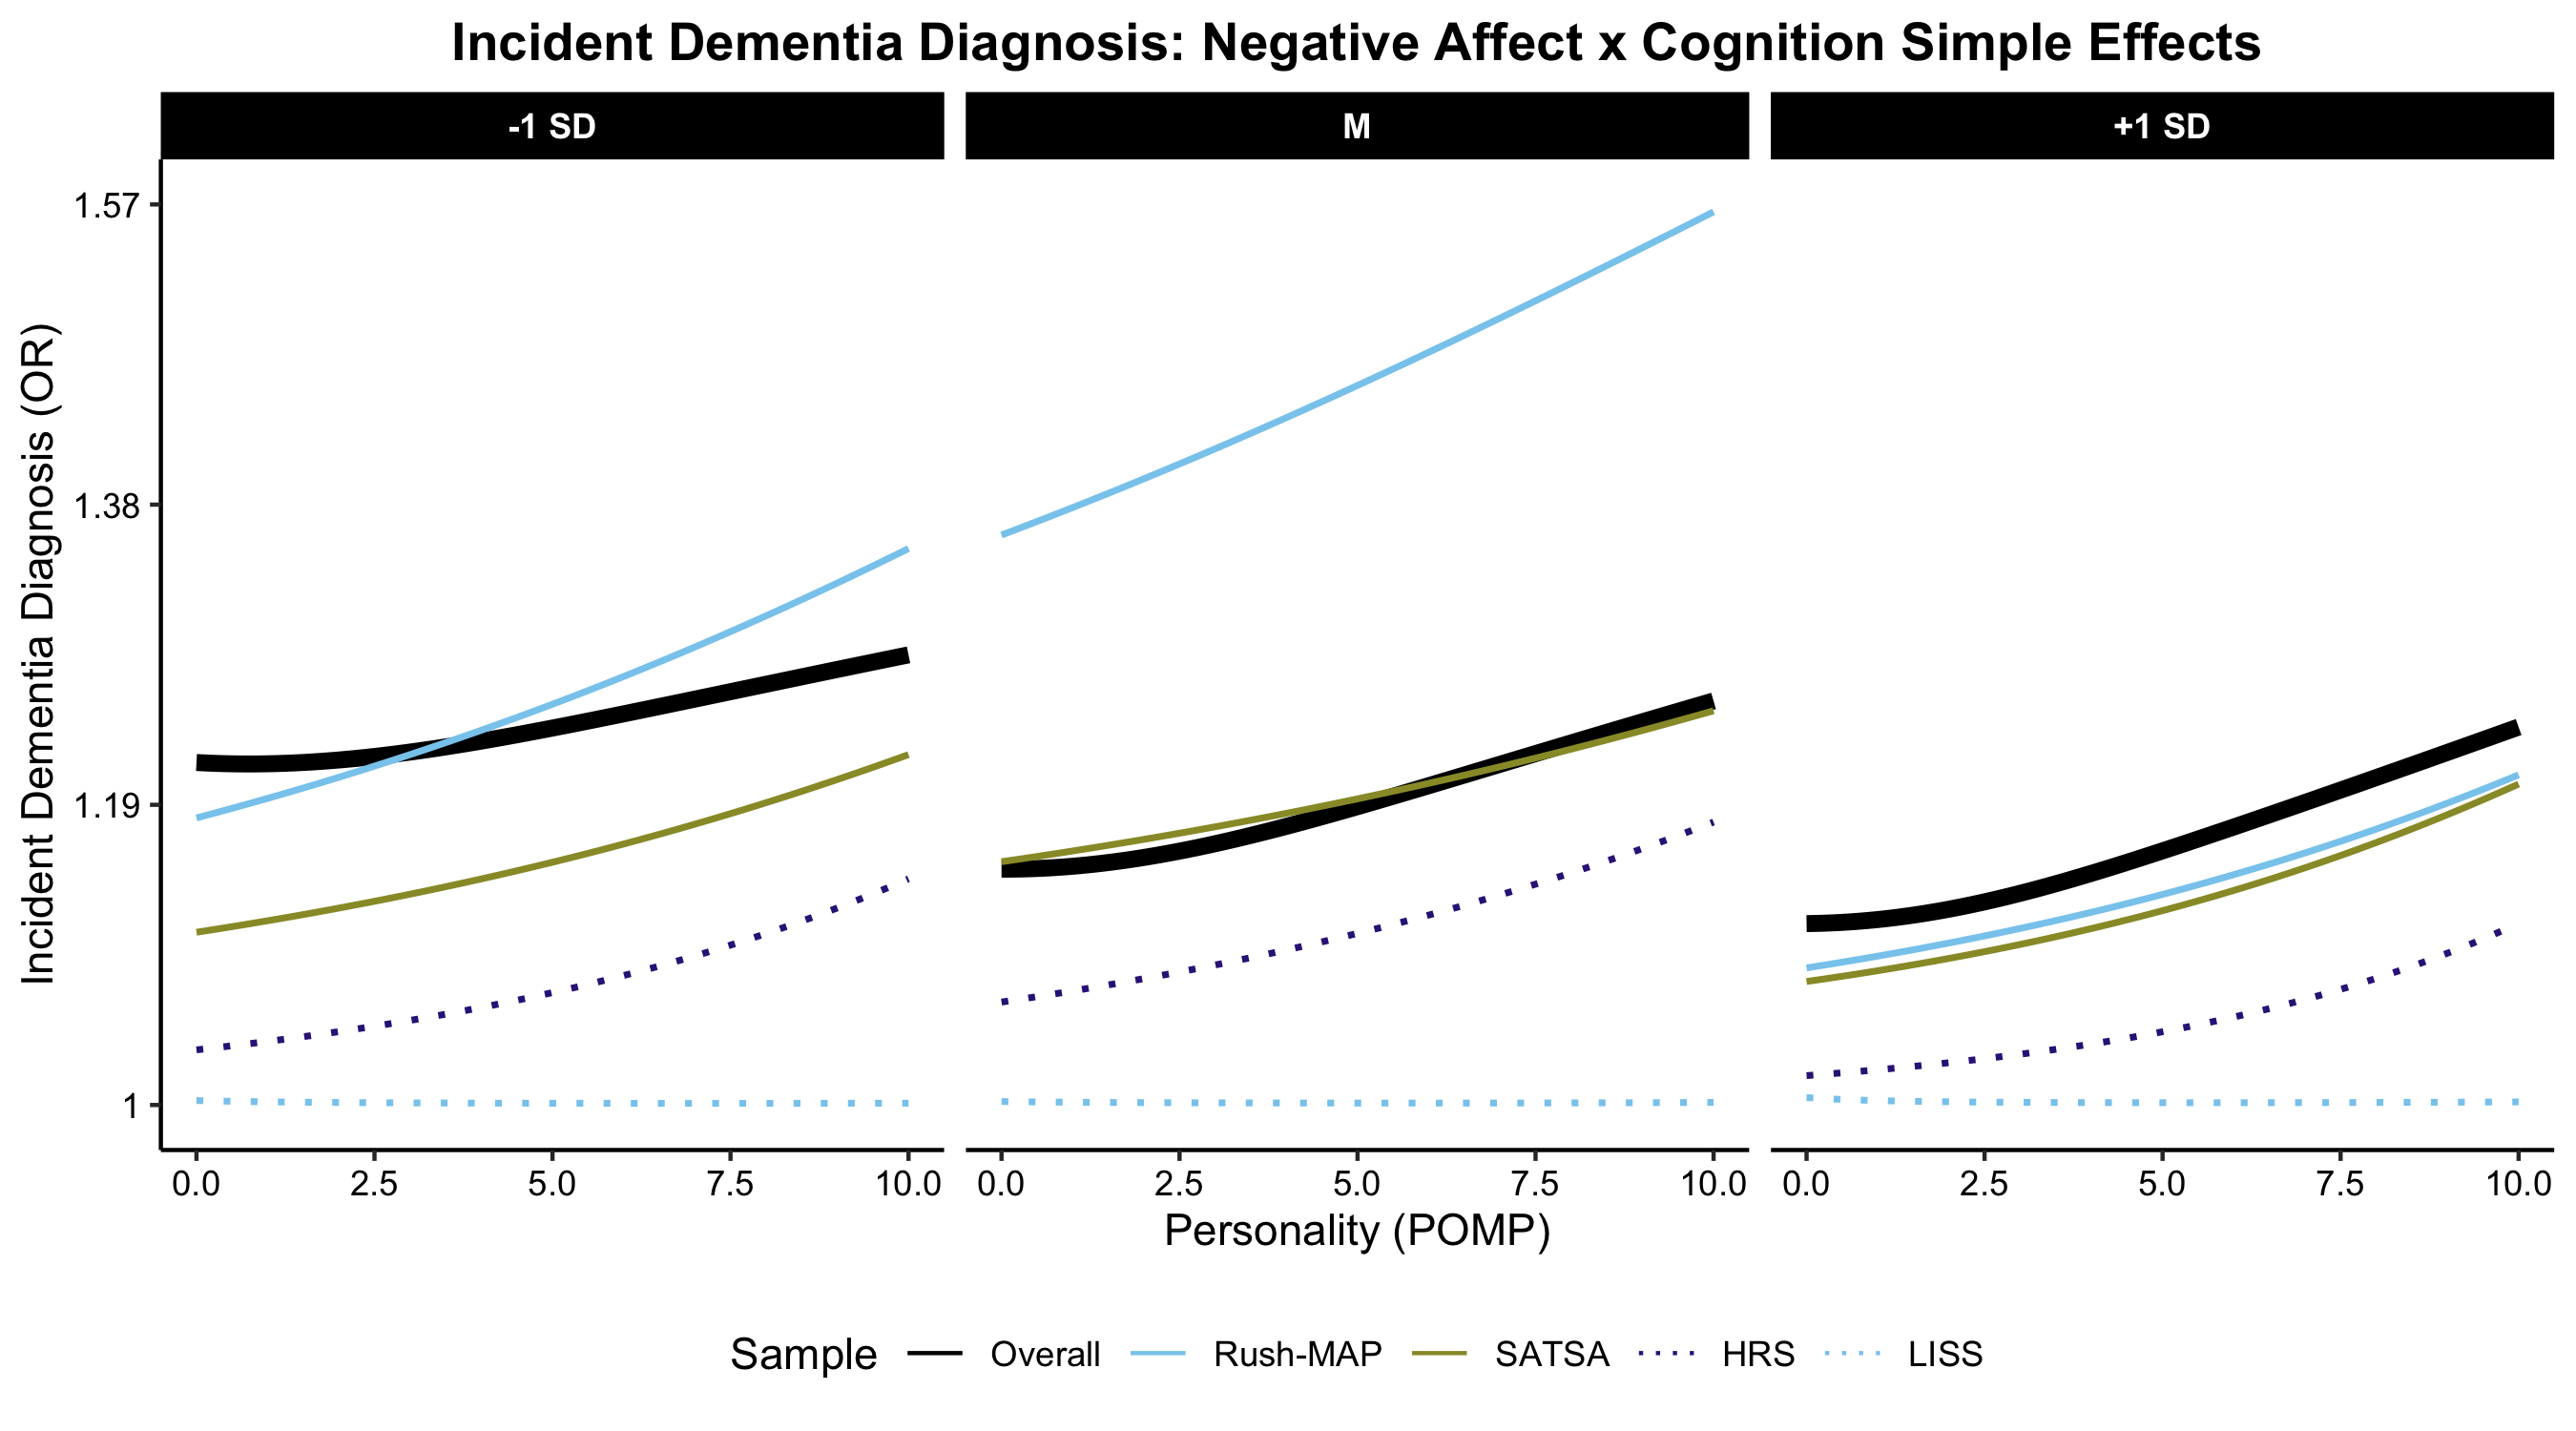 Incident Dementia Diagnosis: Negative Affect x Cognition Simple Effects
-1 SD M +1 SD
Incident Dementia Diagnosis (OR)
1.57
1.38
1.19
1
0.0 2.5 5.0 7.5 10.0 0.0 2.5 5.0 7.5 10.0 0.0 2.5 5.0 7.5 10.0
Personality (POMP)
Sample Overall Rush-MAP SATSA HRS LISS